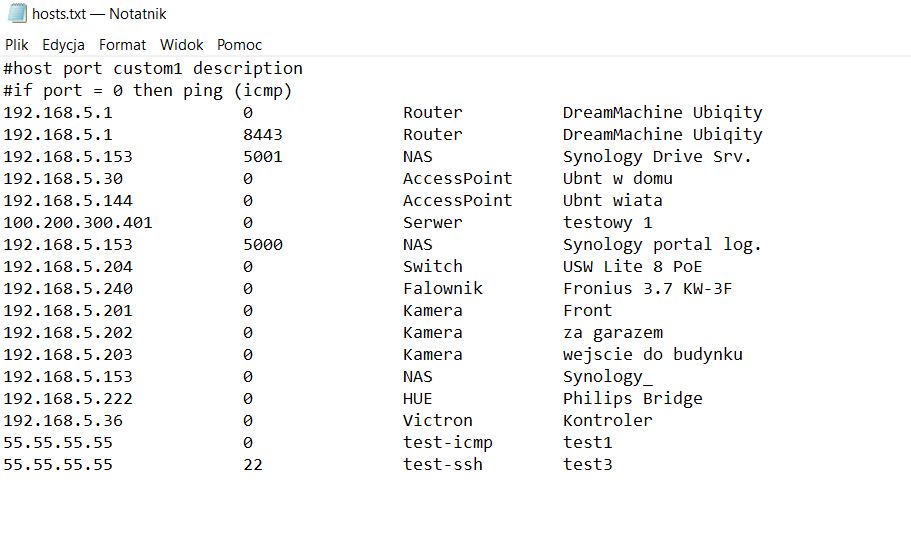 hosts.txt — Notatnik
Plik Edycja Format Widok Pomoc
#host port custom1 description
#if port = 0 then ping (icmp)
192.168.5.1 0 Router DreamMachine Ubiqity
192.168.5.1 8443 Router DreamMachine Ubiqity
192.168.5.153 5001 NAS Synology Drive Srv.
192.168.5.30 0 AccessPoint Ubnt w domu
192.168.5.144 0 AccessPoint Ubnt wiata
100.200.300.401 0 Serwer testowy 1
192.168.5.153 5000 NAS Synology portal log.
192.168.5.204 0 Switch USW Lite 8 PoE
192.168.5.240 0 Falownik Fronius 3.7 KW-3F
192.168.5.201 0 Kamera Front
192.168.5.202 0 Kamera za garazem
192.168.5.203 0 Kamera wejscie do budynku
192.168.5.153 0 NAS Synology_
192.168.5.222 0 HUE Philips Bridge
192.168.5.36 0 Victron Kontroler
55.55.55.55 0 test-icmp test1
55.55.55.55 22 test-ssh test3